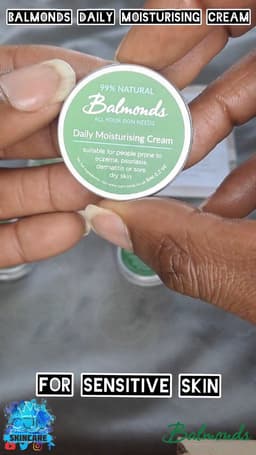 BALMONDS DAILY MOISTURISING CREAM
99% NATURAL
Balmonds
ALL YOUR SKIN NEEDS
Daily Moisturising Cream
suitable for people prone to
eczema, psoriasis,
dermatitis or sore,
dry skin
FOR SENSITIVE SKIN
SKINCARE
Balmonds